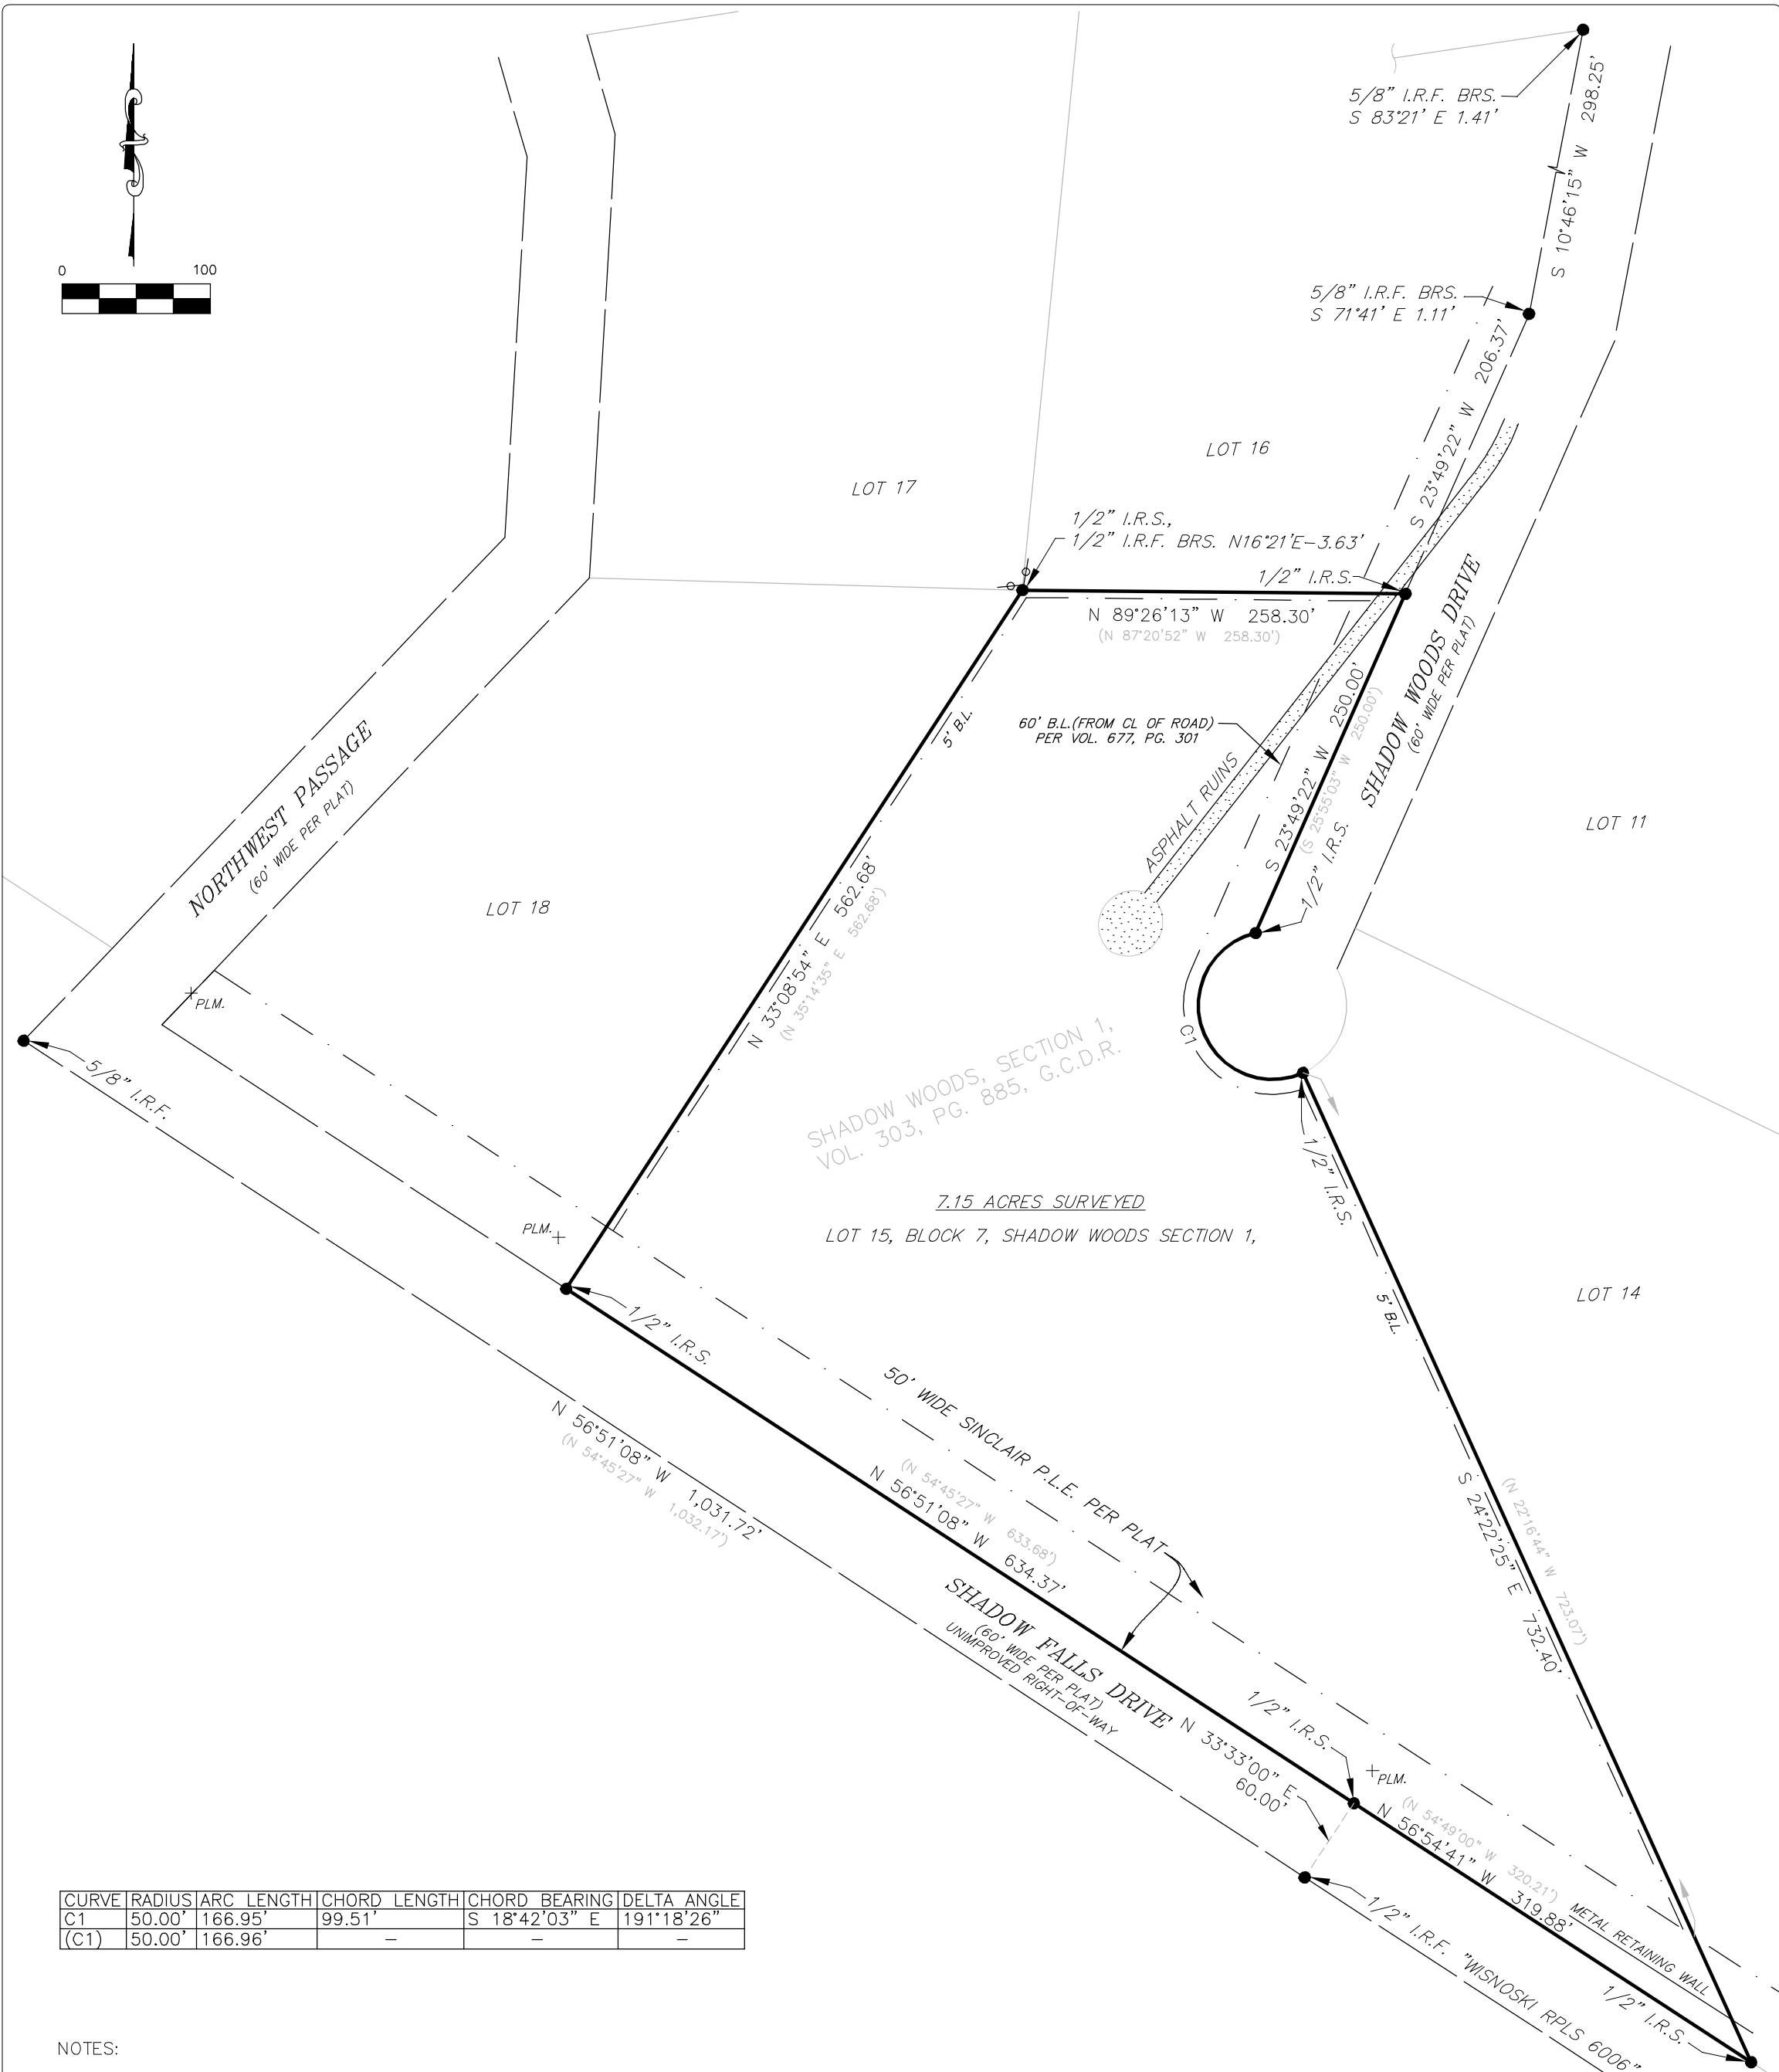 0 100
5/8" I.R.F. BRS.
S 83°21' E 1.41'
S 10°46'15" W 298.25'
5/8" I.R.F. BRS.
S 71°41' E 1.11'
S 23°49'22" W 206.37'
LOT 16
LOT 17
1/2" I.R.S.,
1/2" I.R.F. BRS. N16°21'E-3.63'
1/2" I.R.S.
N 89°26'13" W 258.30'
(N 87°20'52" W 258.30')
5' B.L.
60' B.L.(FROM CL OF ROAD)
PER VOL. 677, PG. 301
ASPHALT RUINS
S 23°49'22" W 250.00'
(S 25°55'03" W 250.00')
1/2" I.R.S.
SHADOW WOODS DRIVE
(60' WIDE PER PLAT)
LOT 11
NORTHWEST PASSAGE
(60' WIDE PER PLAT)
LOT 18
N 33°08'54" E 562.68'
(N 35°14'35" E 562.68')
PLM.
5/8" I.R.F.
C1
SHADOW WOODS, SECTION 1,
VOL. 303, PG. 885, G.C.D.R.
1/2" I.R.S.
7.15 ACRES SURVEYED
LOT 15, BLOCK 7, SHADOW WOODS SECTION 1,
PLM.
LOT 14
5' B.L.
1/2" I.R.S.
50' WIDE SINCLAIR P.L.E. PER PLAT
N 56°51'08" W 1,031.72'
(N 54°45'27" W 1,032.17')
(N 54°45'27" W 633.68')
N 56°51'08" W 634.37'
(N 22°16'44" W 723.07')
S 24°22'25" E 732.40'
SHADOW FALLS DRIVE
(60' WIDE PER PLAT)
UNIMPROVED RIGHT-OF-WAY
N 33°33'00" E
60.00'
1/2" I.R.S.
PLM.
(N 54°49'00" W 320.21')
N 56°54'41" W 319.88'
METAL RETAINING WALL
1/2" I.R.F. "WISNOSKI RPLS 6006"
1/2" I.R.S.
CURVE RADIUS ARC LENGTH CHORD LENGTH CHORD BEARING DELTA ANGLE
C1 50.00' 166.95' 99.51' S 18°42'03" E 191°18'26"
(C1) 50.00' 166.96' - - -
NOTES: